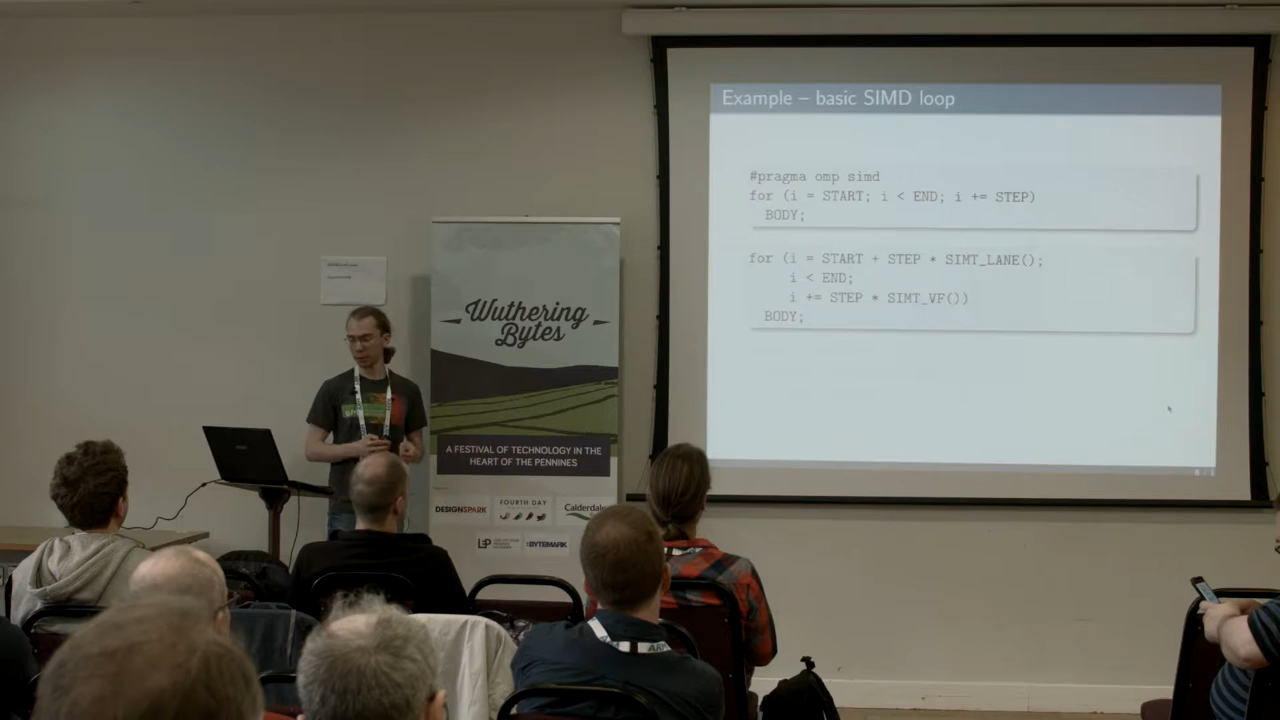 Example – basic SIMD loop
#pragma omp simd
for (i = START; i < END; i += STEP)
BODY;
for (i = START + STEP * SIMT_LANE();
i < END;
i += STEP * SIMT_VF())
BODY;
Wuthering
Bytes
A FESTIVAL OF TECHNOLOGY IN THE
HEART OF THE PENNINES
DESIGNSPARK
FOURTH DAY
Calderdale
BYTEMARK